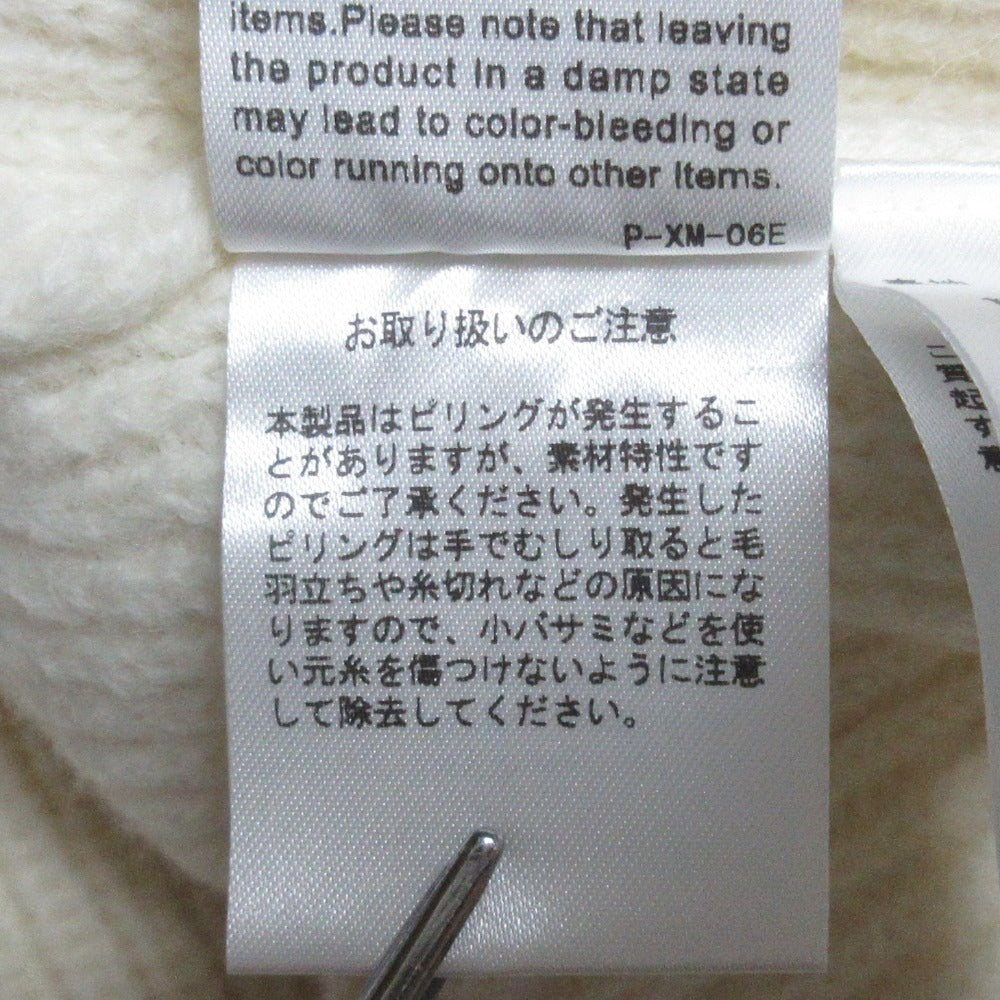 items.Please note that leaving
the product in a damp state
may lead to color-bleeding or
color running onto other items.
P-XM-06E
お取り扱いのご注意
本製品はピリングが発生するこ
とがありますが、素材特性です
のでご了承ください。発生した
ピリングは手でむしり取ると毛
羽立ちや糸切れなどの原因にな
りますので、小バサミなどを使
い元糸を傷つけないように注意
して除去してください。